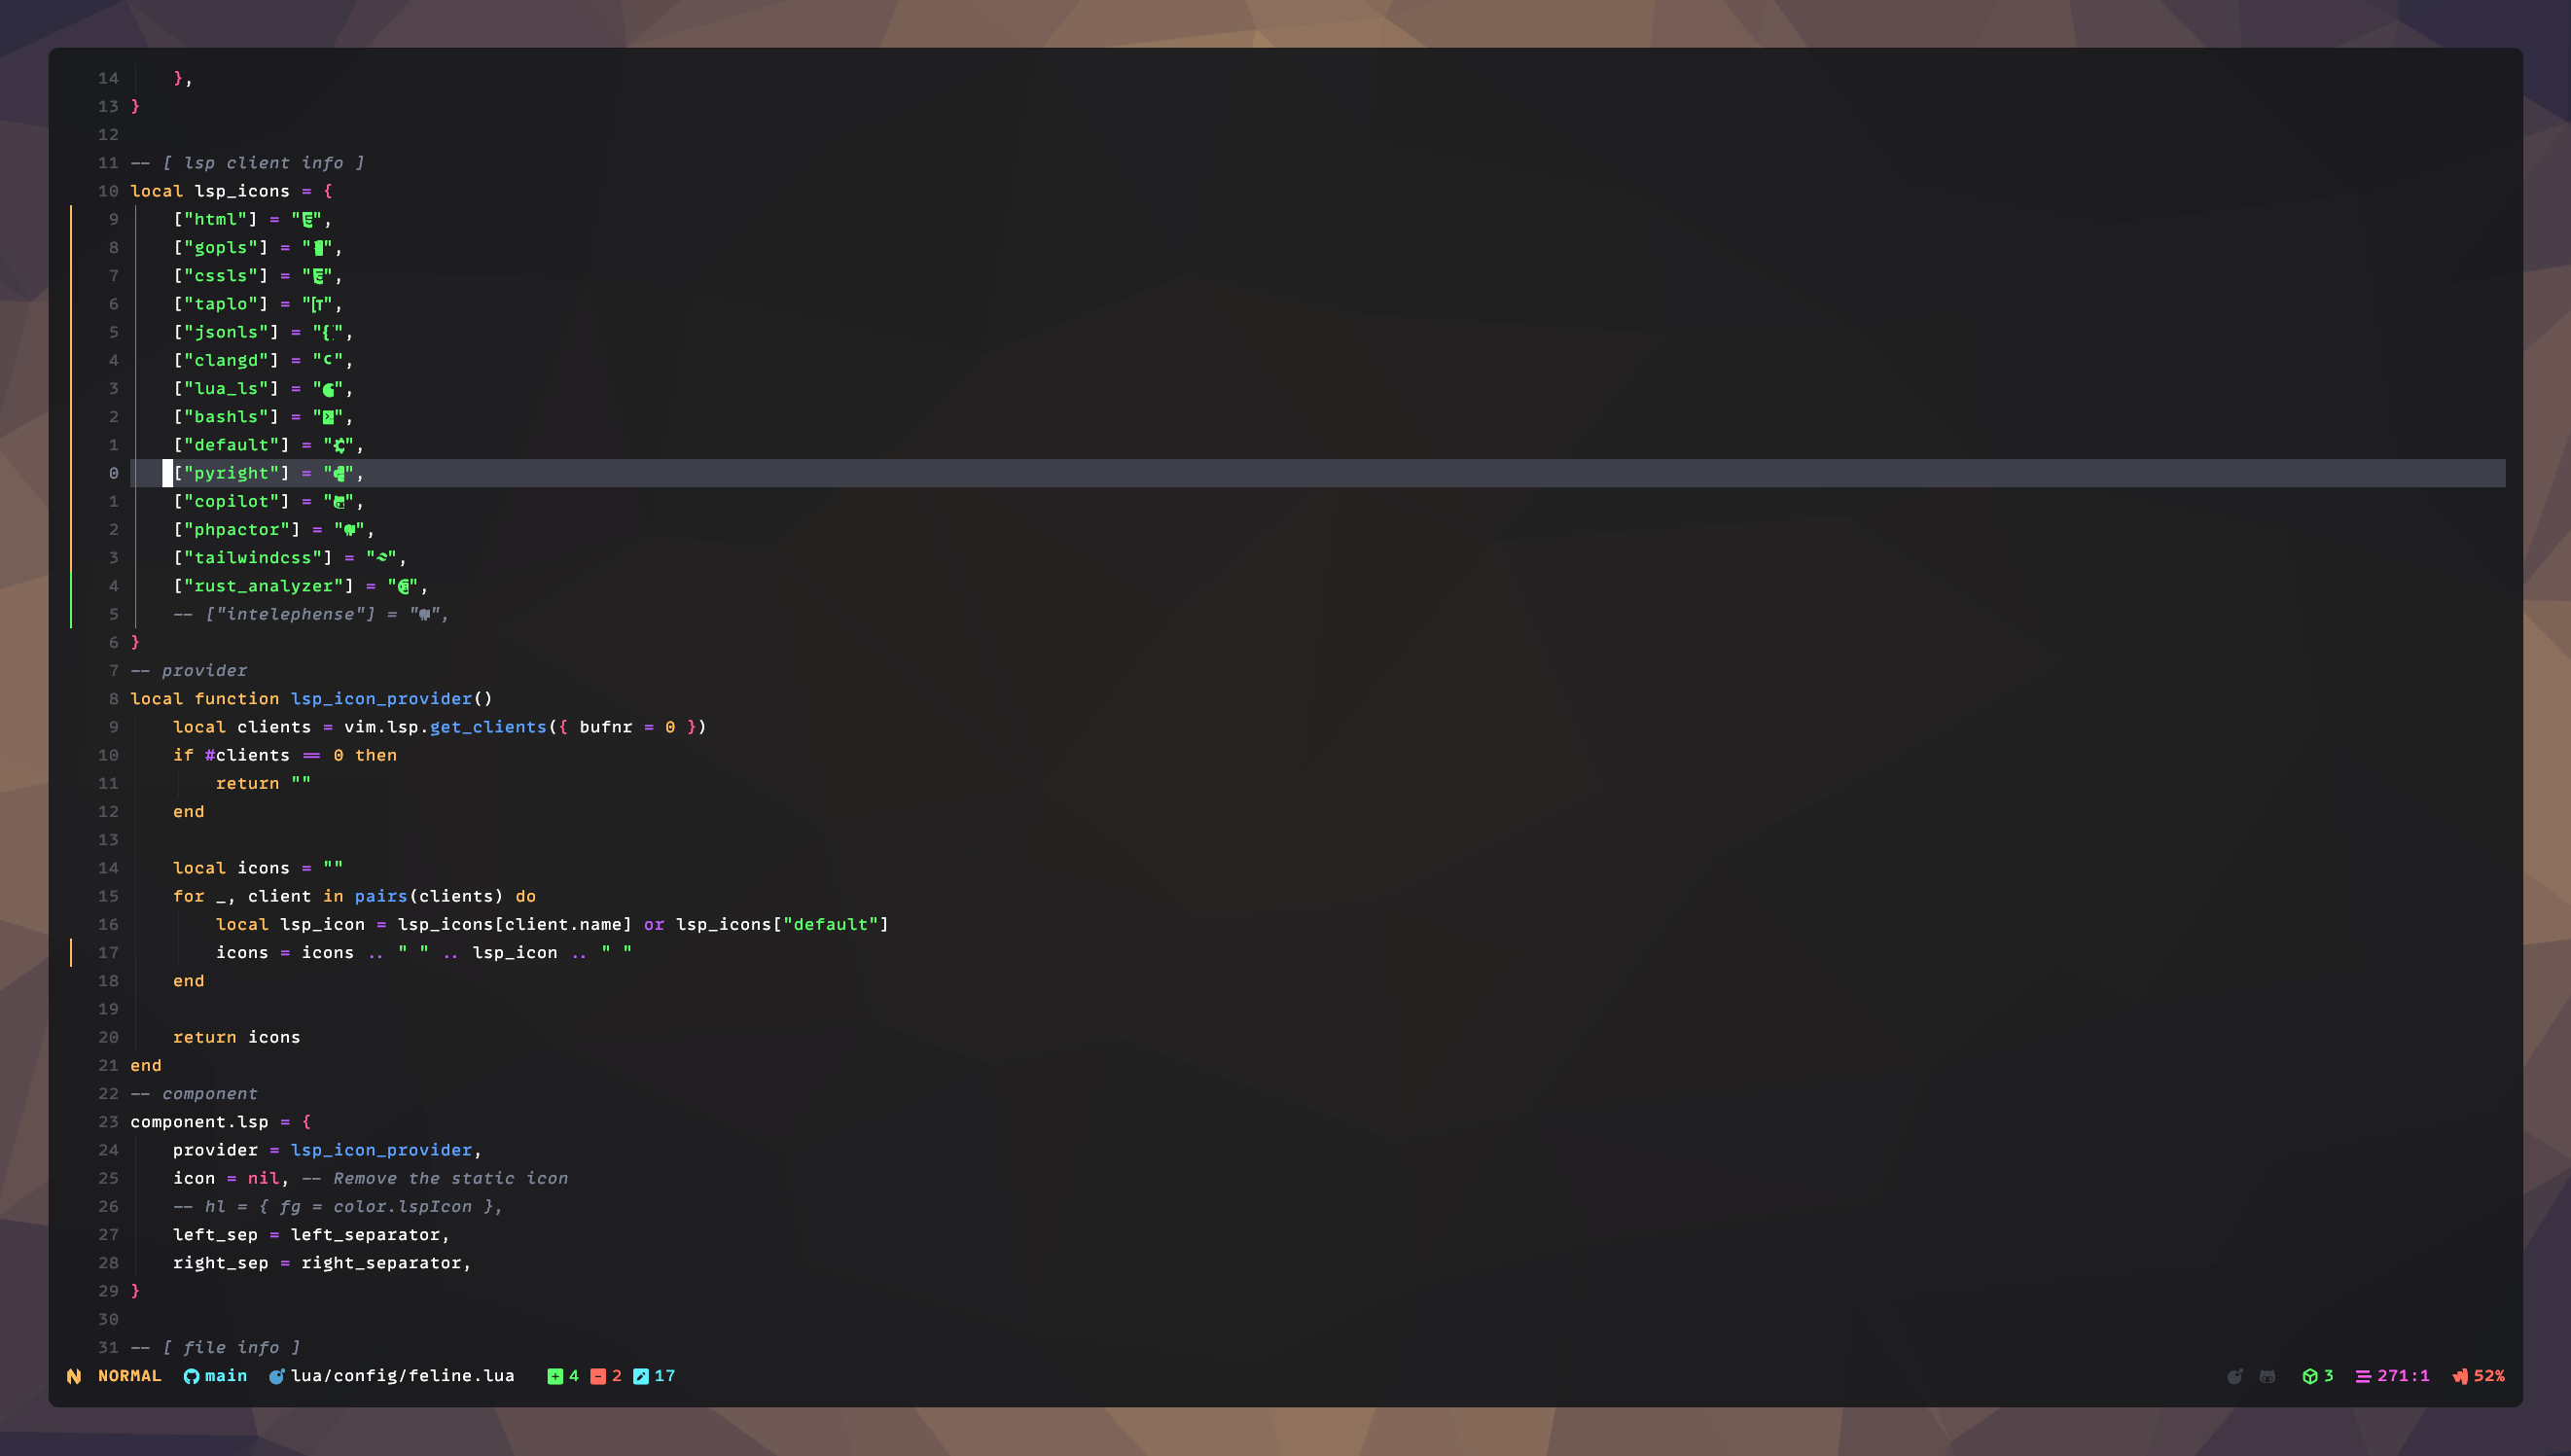 14     },
13 }
12
11 -- [ lsp client info ]
10 local lsp_icons = {
9     ["html"] = "",
8     ["gopls"] = "",
7     ["cssls"] = "",
6     ["taplo"] = "",
5     ["jsonls"] = "",
4     ["clangd"] = "",
3     ["lua_ls"] = "",
2     ["bashls"] = "",
1     ["default"] = "",
0     ["pyright"] = "",
1     ["copilot"] = "",
2     ["phpactor"] = "",
3     ["tailwindcss"] = "",
4     ["rust_analyzer"] = "",
5     -- ["intelephense"] = "",
6 }
7 -- provider
8 local function lsp_icon_provider()
9     local clients = vim.lsp.get_clients({ bufnr = 0 })
10     if #clients == 0 then
11         return ""
12     end
13
14     local icons = ""
15     for _, client in pairs(clients) do
16         local lsp_icon = lsp_icons[client.name] or lsp_icons["default"]
17         icons = icons .. " " .. lsp_icon .. " "
18     end
19
20     return icons
21 end
22 -- component
23 component.lsp = {
24     provider = lsp_icon_provider,
25     icon = nil, -- Remove the static icon
26     -- hl = { fg = color.lspIcon },
27     left_sep = left_separator,
28     right_sep = right_separator,
29 }
30
31 -- [ file info ]
NORMAL main lua/config/feline.lua 4 2 17 3 271:1 52%